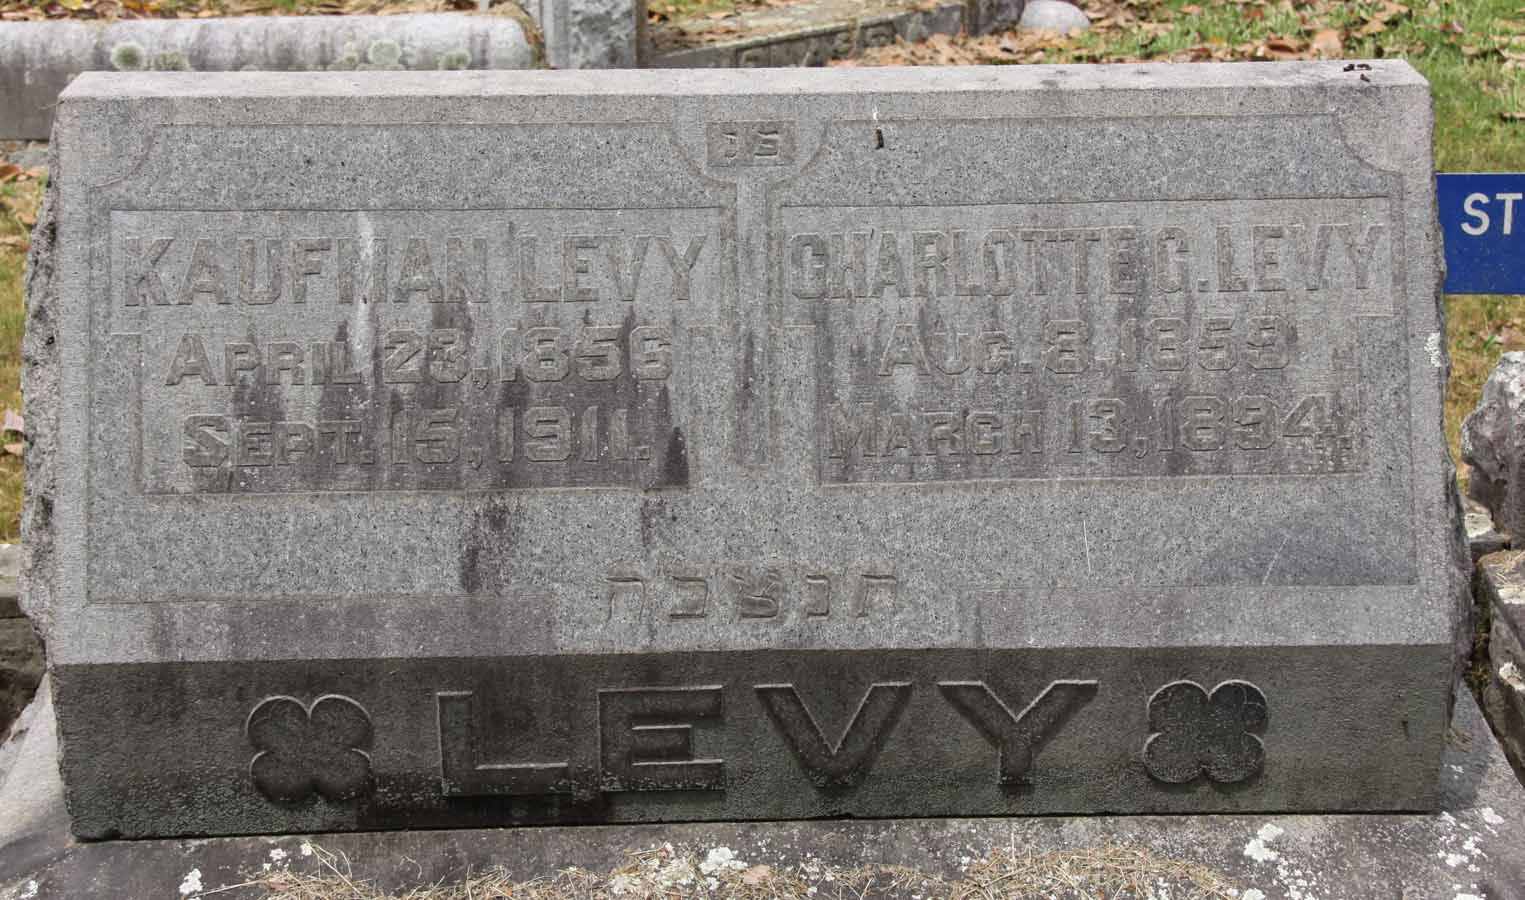 פנ
KAUFMAN LEVY
APRIL 23, 1856
SEPT. 15, 1911.
CHARLOTTE C. LEVY
AUG. 8, 1859
MARCH 13, 1894.
תנצבה
LEVY
ST